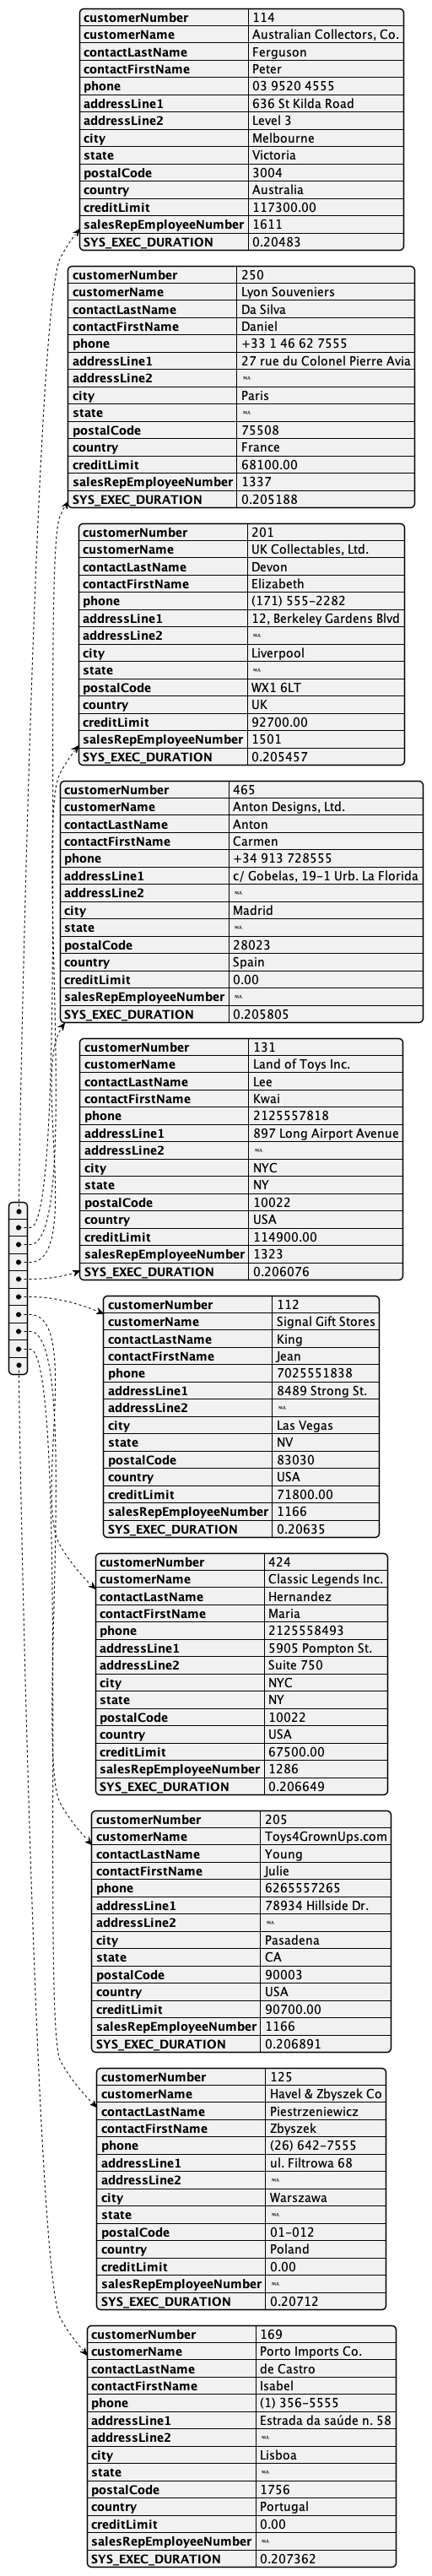 customerNumber 114
customerName Australian Collectors, Co.
contactLastName Ferguson
contactFirstName Peter
phone 03 9520 4555
addressLine1 636 St Kilda Road
addressLine2 Level 3
city Melbourne
state Victoria
postalCode 3004
country Australia
creditLimit 117300.00
salesRepEmployeeNumber 1611
SYS_EXEC_DURATION 0.20483
customerNumber 250
customerName Lyon Souveniers
contactLastName Da Silva
contactFirstName Daniel
phone +33 1 46 62 7555
addressLine1 27 rue du Colonel Pierre Avia
addressLine2
city Paris
state
postalCode 75508
country France
creditLimit 68100.00
salesRepEmployeeNumber 1337
SYS_EXEC_DURATION 0.205188
customerNumber 201
customerName UK Collectables, Ltd.
contactLastName Devon
contactFirstName Elizabeth
phone (171) 555-2282
addressLine1 12, Berkeley Gardens Blvd
addressLine2
city Liverpool
state
postalCode WX1 6LT
country UK
creditLimit 92700.00
salesRepEmployeeNumber 1501
SYS_EXEC_DURATION 0.205457
customerNumber 465
customerName Anton Designs, Ltd.
contactLastName Anton
contactFirstName Carmen
phone +34 913 728555
addressLine1 c/ Gobelas, 19-1 Urb. La Florida
addressLine2
city Madrid
state
postalCode 28023
country Spain
creditLimit 0.00
salesRepEmployeeNumber
SYS_EXEC_DURATION 0.205805
customerNumber 131
customerName Land of Toys Inc.
contactLastName Lee
contactFirstName Kwai
phone 2125557818
addressLine1 897 Long Airport Avenue
addressLine2
city NYC
state NY
postalCode 10022
country USA
creditLimit 114900.00
salesRepEmployeeNumber 1323
SYS_EXEC_DURATION 0.206076
customerNumber 112
customerName Signal Gift Stores
contactLastName King
contactFirstName Jean
phone 7025551838
addressLine1 8489 Strong St.
addressLine2
city Las Vegas
state NV
postalCode 83030
country USA
creditLimit 71800.00
salesRepEmployeeNumber 1166
SYS_EXEC_DURATION 0.20635
customerNumber 424
customerName Classic Legends Inc.
contactLastName Hernandez
contactFirstName Maria
phone 2125558493
addressLine1 5905 Pompton St.
addressLine2 Suite 750
city NYC
state NY
postalCode 10022
country USA
creditLimit 67500.00
salesRepEmployeeNumber 1286
SYS_EXEC_DURATION 0.206649
customerNumber 205
customerName Toys4GrownUps.com
contactLastName Young
contactFirstName Julie
phone 6265557265
addressLine1 78934 Hillside Dr.
addressLine2
city Pasadena
state CA
postalCode 90003
country USA
creditLimit 90700.00
salesRepEmployeeNumber 1166
SYS_EXEC_DURATION 0.206891
customerNumber 125
customerName Havel & Zbyszek Co
contactLastName Piestrzeniewicz
contactFirstName Zbyszek
phone (26) 642-7555
addressLine1 ul. Filtrowa 68
addressLine2
city Warszawa
state
postalCode 01-012
country Poland
creditLimit 0.00
salesRepEmployeeNumber
SYS_EXEC_DURATION 0.20712
customerNumber 169
customerName Porto Imports Co.
contactLastName de Castro
contactFirstName Isabel
phone (1) 356-5555
addressLine1 Estrada da saúde n. 58
addressLine2
city Lisboa
state
postalCode 1756
country Portugal
creditLimit 0.00
salesRepEmployeeNumber
SYS_EXEC_DURATION 0.207362